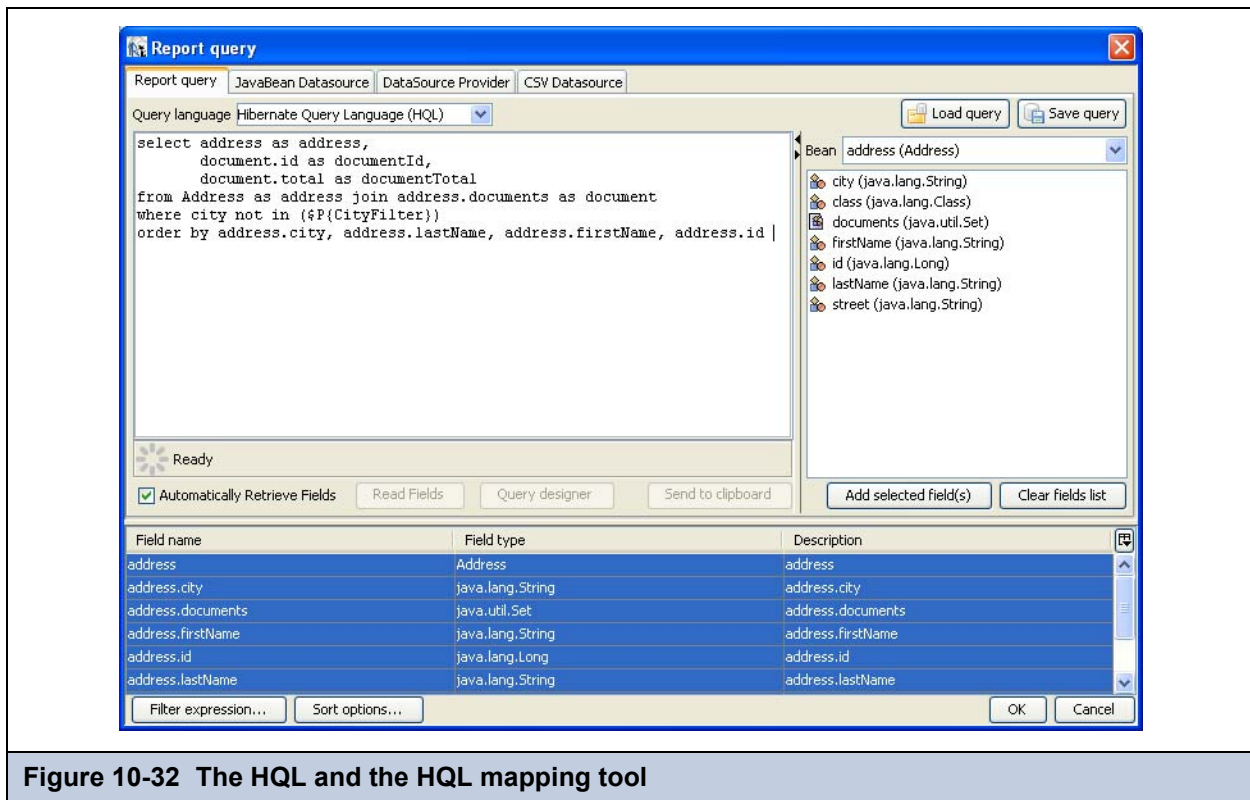 Report query
Report query JavaBean Datasource DataSource Provider CSV Datasource
Query language Hibernate Query Language (HQL) Load query Save query
select address as address,
document.id as documentId,
document.total as documentTotal
from Address as address join address.documents as document
where city not in ($P{CityFilter})
order by address.city, address.lastName, address.firstName, address.id
Bean address (Address)
city (java.lang.String)
class (java.lang.Class)
documents (java.util.Set)
firstName (java.lang.String)
id (java.lang.Long)
lastName (java.lang.String)
street (java.lang.String)
Ready
Automatically Retrieve Fields Read Fields Query designer Send to clipboard Add selected field(s) Clear fields list
Field name Field type Description
address Address address
address.city java.lang.String address.city
address.documents java.util.Set address.documents
address.firstName java.lang.String address.firstName
address.id java.lang.Long address.id
address.lastName java.lang.String address.lastName
Filter expression... Sort options... OK Cancel
Figure 10-32 The HQL and the HQL mapping tool